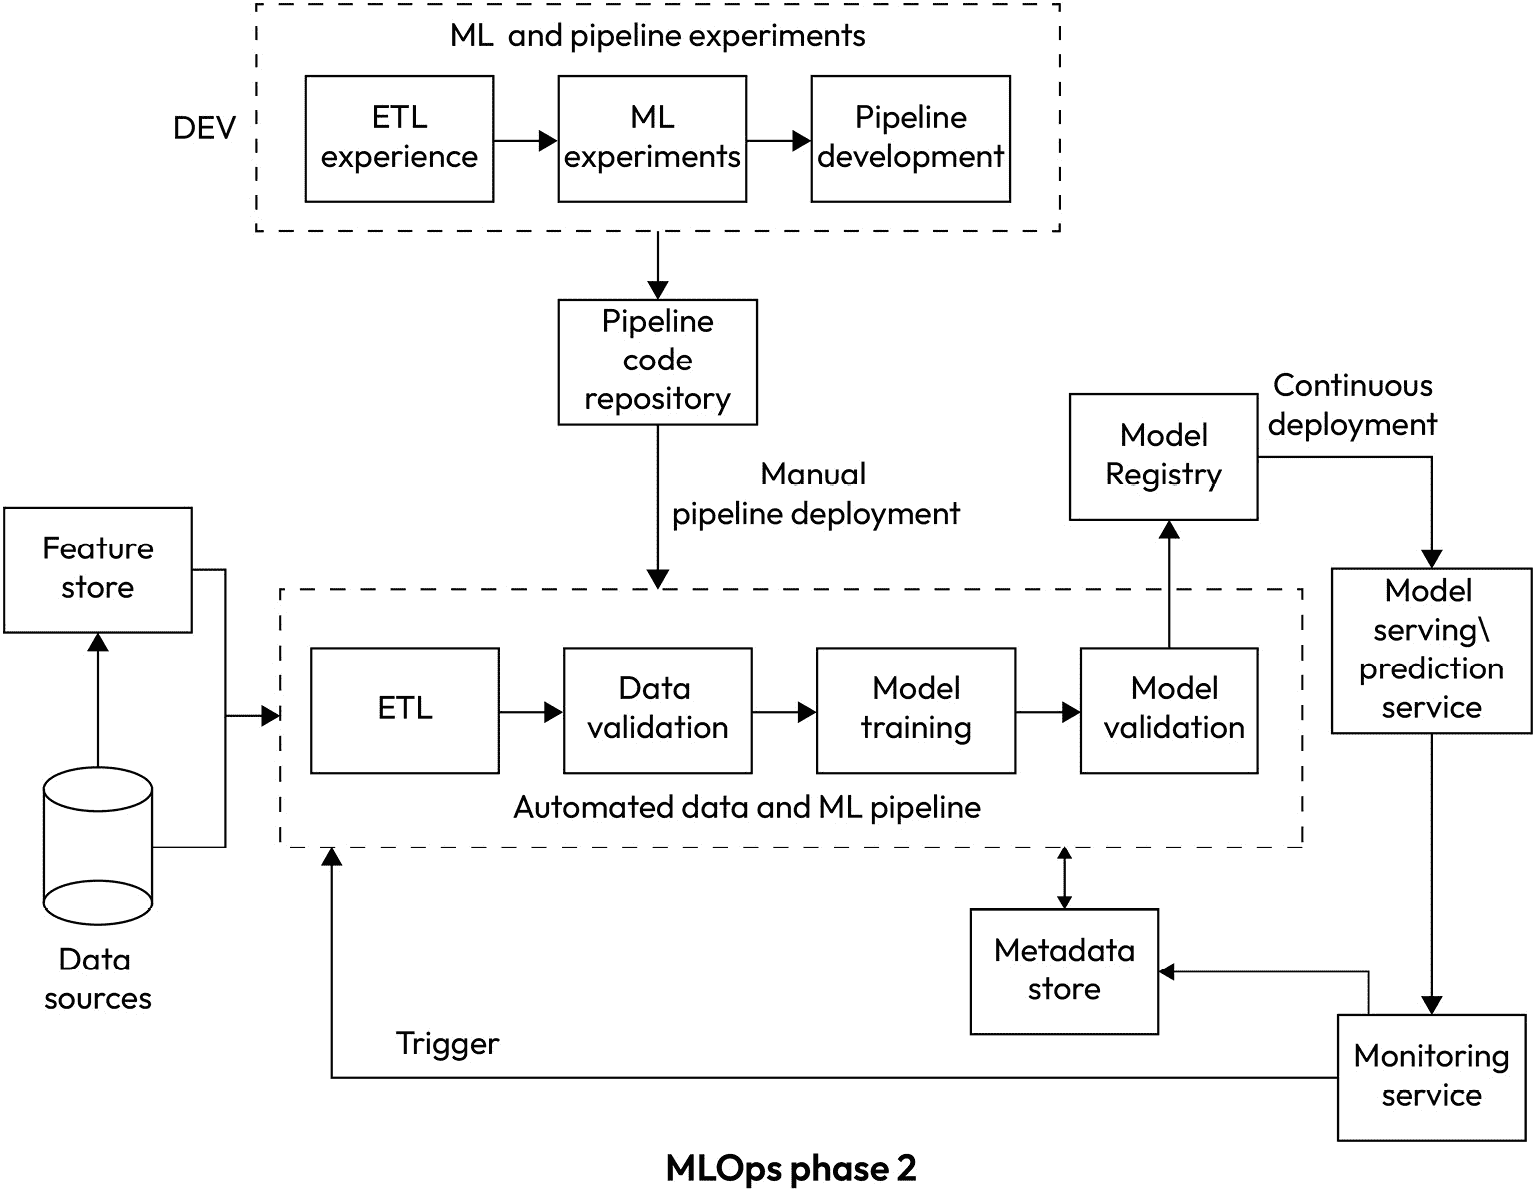 ML and pipeline experiments
DEV
ETL
experience
ML
experiments
Pipeline
development
Pipeline
code
repository
Manual
pipeline deployment
Model
Registry
Continuous
deployment
Feature
store
Model
serving\
prediction
service
ETL
Data
validation
Model
training
Model
validation
Automated data and ML pipeline
Data
sources
Metadata
store
Trigger
Monitoring
service
MLOps phase 2